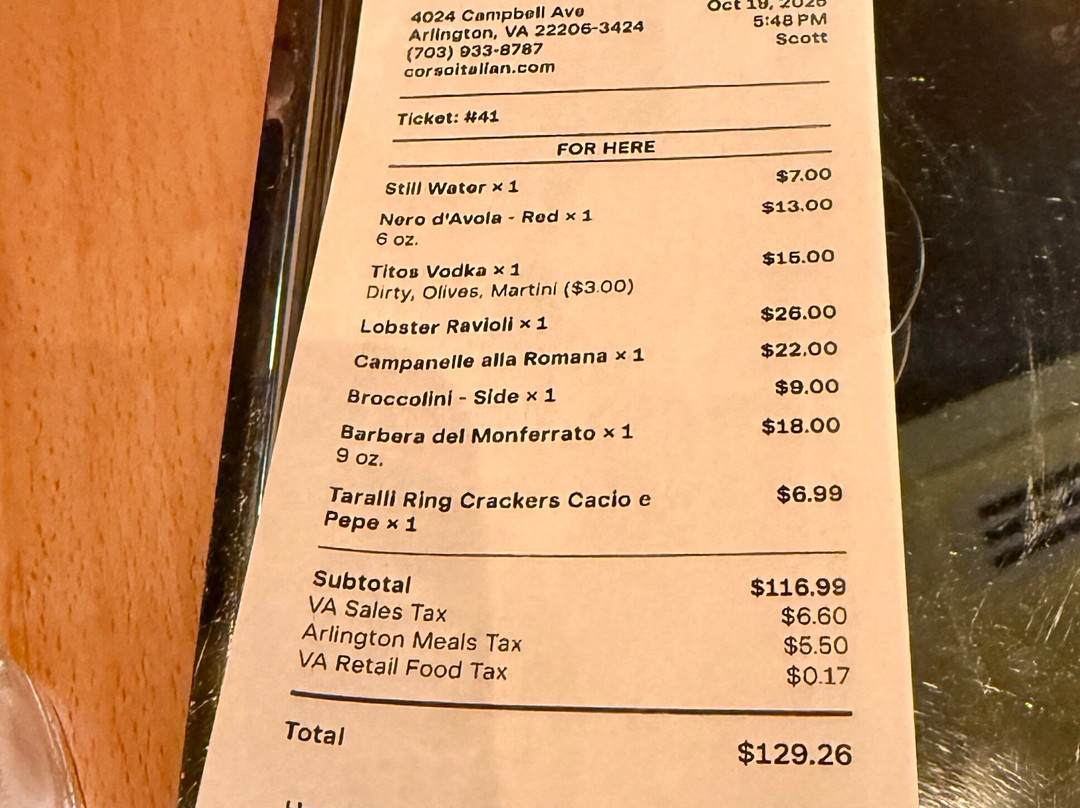 4024 Campbell Ave
Arlington, VA 22206-3424
(703) 933-8787
corsoitalian.com
Oct 19, 2025
5:48 PM
Scott
Ticket: #41
FOR HERE
Still Water × 1 $7.00
Nero d'Avola - Red × 1 $13.00
6 oz.
Titos Vodka × 1 $15.00
Dirty, Olives, Martini ($3.00)
Lobster Ravioli × 1 $26.00
Campanelle alla Romana × 1 $22.00
Broccolini - Side × 1 $9.00
Barbera del Monferrato × 1 $18.00
9 oz.
Taralli Ring Crackers Cacio e $6.99
Pepe × 1
Subtotal $116.99
VA Sales Tax $6.60
Arlington Meals Tax $5.50
VA Retail Food Tax $0.17
Total $129.26